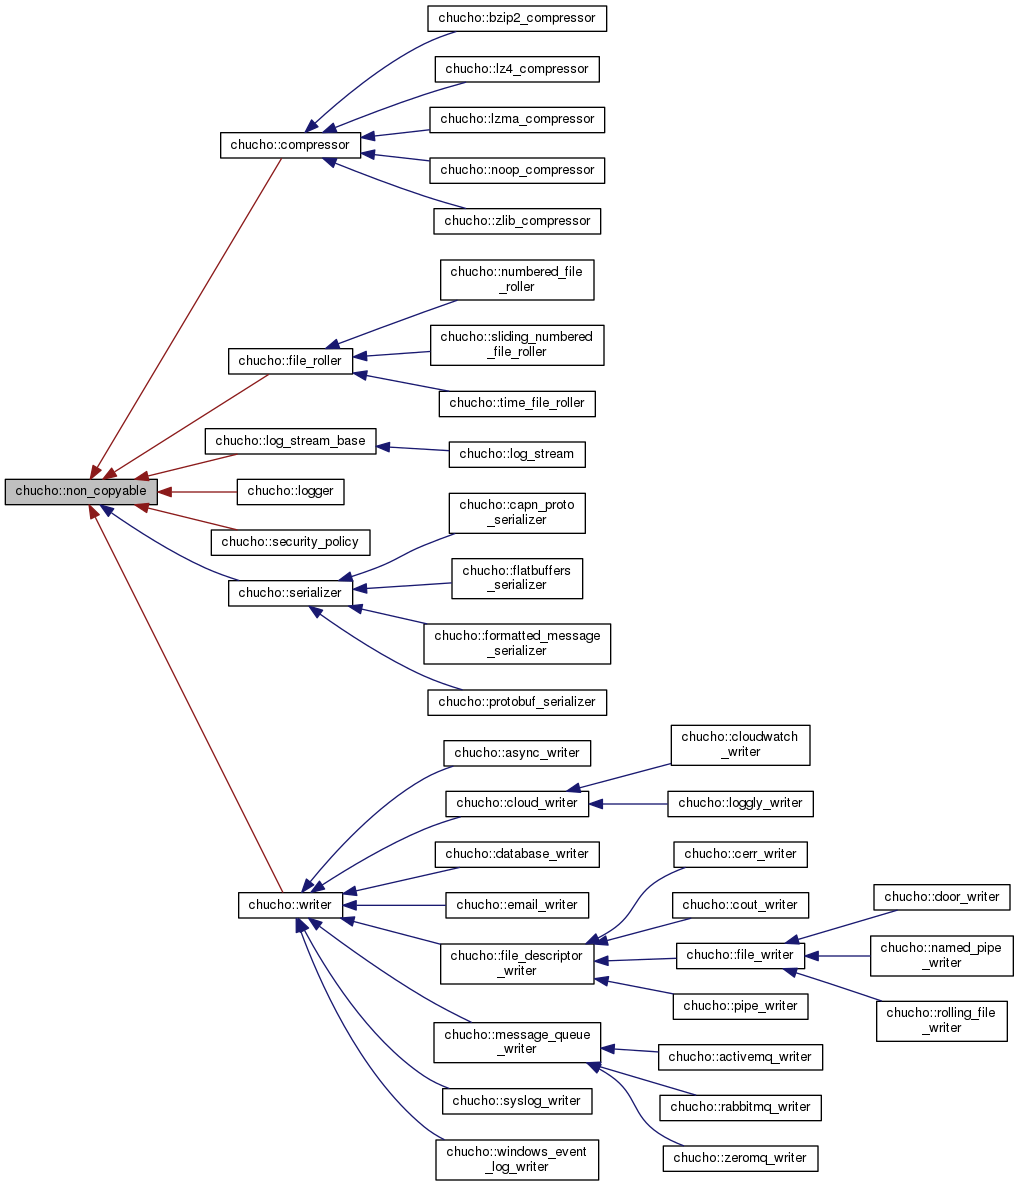 chucho::bzip2_compressor
chucho::lz4_compressor
chucho::lzma_compressor
chucho::compressor
chucho::noop_compressor
chucho::zlib_compressor
chucho::numbered_file
_roller
chucho::sliding_numbered
_file_roller
chucho::file_roller
chucho::time_file_roller
chucho::log_stream_base
chucho::log_stream
chucho::non_copyable
chucho::logger
chucho::capn_proto
_serializer
chucho::security_policy
chucho::flatbuffers
_serializer
chucho::serializer
chucho::formatted_message
_serializer
chucho::protobuf_serializer
chucho::cloudwatch
_writer
chucho::async_writer
chucho::cloud_writer
chucho::loggly_writer
chucho::database_writer
chucho::cerr_writer
chucho::door_writer
chucho::writer
chucho::email_writer
chucho::cout_writer
chucho::file_descriptor
_writer
chucho::file_writer
chucho::named_pipe
_writer
chucho::pipe_writer
chucho::rolling_file
_writer
chucho::message_queue
_writer
chucho::activemq_writer
chucho::syslog_writer
chucho::rabbitmq_writer
chucho::windows_event
_log_writer
chucho::zeromq_writer